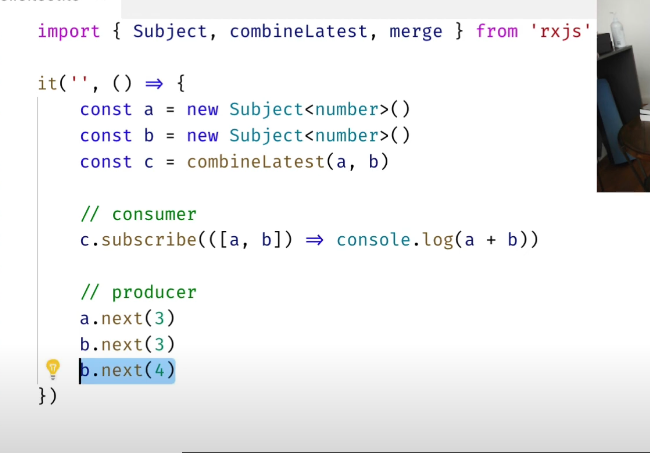 import { Subject, combineLatest, merge } from 'rxjs'
it('', () => {
const a = new Subject<number>()
const b = new Subject<number>()
const c = combineLatest(a, b)
// consumer
c.subscribe(([a, b]) => console.log(a + b))
// producer
a.next(3)
b.next(3)
b.next(4)
})